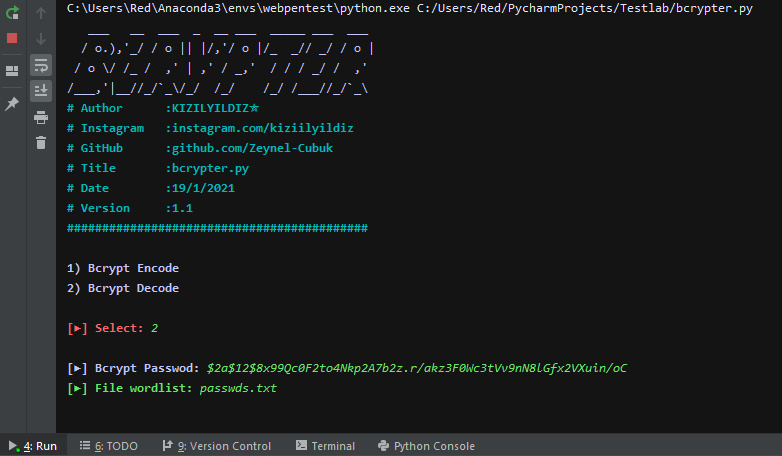 C:\Users\Red\Anaconda3\envs\webpentest\python.exe C:/Users/Red/PycharmProjects/Testlab/bcrypter.py
# Author      :KIZILYILDIZ✮
# Instagram   :instagram.com/kiziilyildiz
# GitHub      :github.com/Zeynel-Cubuk
# Title       :bcrypter.py
# Date        :19/1/2021
# Version     :1.1
###########################################
1) Bcrypt Encode
2) Bcrypt Decode
[►] Select: 2
[►] Bcrypt Passwod: $2a$12$8x99Qc0F2to4Nkp2A7b2z.r/akz3F0Wc3tVv9nN8lGfx2VXuin/oC
[►] File wordlist: passwds.txt
4: Run
6: TODO
9: Version Control
Terminal
Python Console